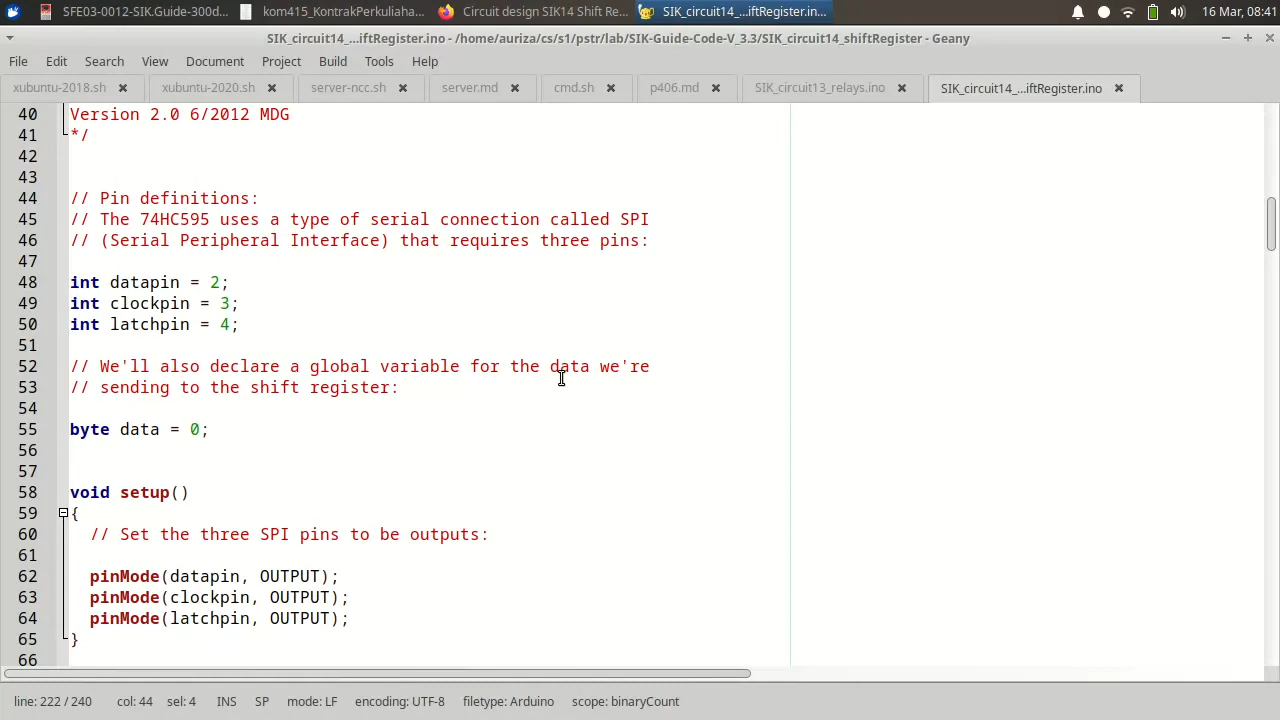 SFE03-0012-SIK.Guide-300d...
kom415_KontrakPerkuliaha...
Circuit design SIK14 Shift Re...
SIK_circuit14_...iftRegister.in...
16 Mar, 08:41
SIK_circuit14_...iftRegister.ino - /home/auriza/cs/s1/pstr/lab/SIK-Guide-Code-V_3.3/SIK_circuit14_shiftRegister - Geany
File Edit Search View Document Project Build Tools Help
xubuntu-2018.sh xubuntu-2020.sh server-ncc.sh server.md cmd.sh p406.md SIK_circuit13_relays.ino SIK_circuit14_...iftRegister.ino
40 Version 2.0 6/2012 MDG
41 */
42
43
44 // Pin definitions:
45 // The 74HC595 uses a type of serial connection called SPI
46 // (Serial Peripheral Interface) that requires three pins:
47
48 int datapin = 2;
49 int clockpin = 3;
50 int latchpin = 4;
51
52 // We'll also declare a global variable for the data we're
53 // sending to the shift register:
54
55 byte data = 0;
56
57
58 void setup()
59 {
60 // Set the three SPI pins to be outputs:
61
62 pinMode(datapin, OUTPUT);
63 pinMode(clockpin, OUTPUT);
64 pinMode(latchpin, OUTPUT);
65 }
66
line: 222 / 240 col: 44 sel: 4 INS SP mode: LF encoding: UTF-8 filetype: Arduino scope: binaryCount